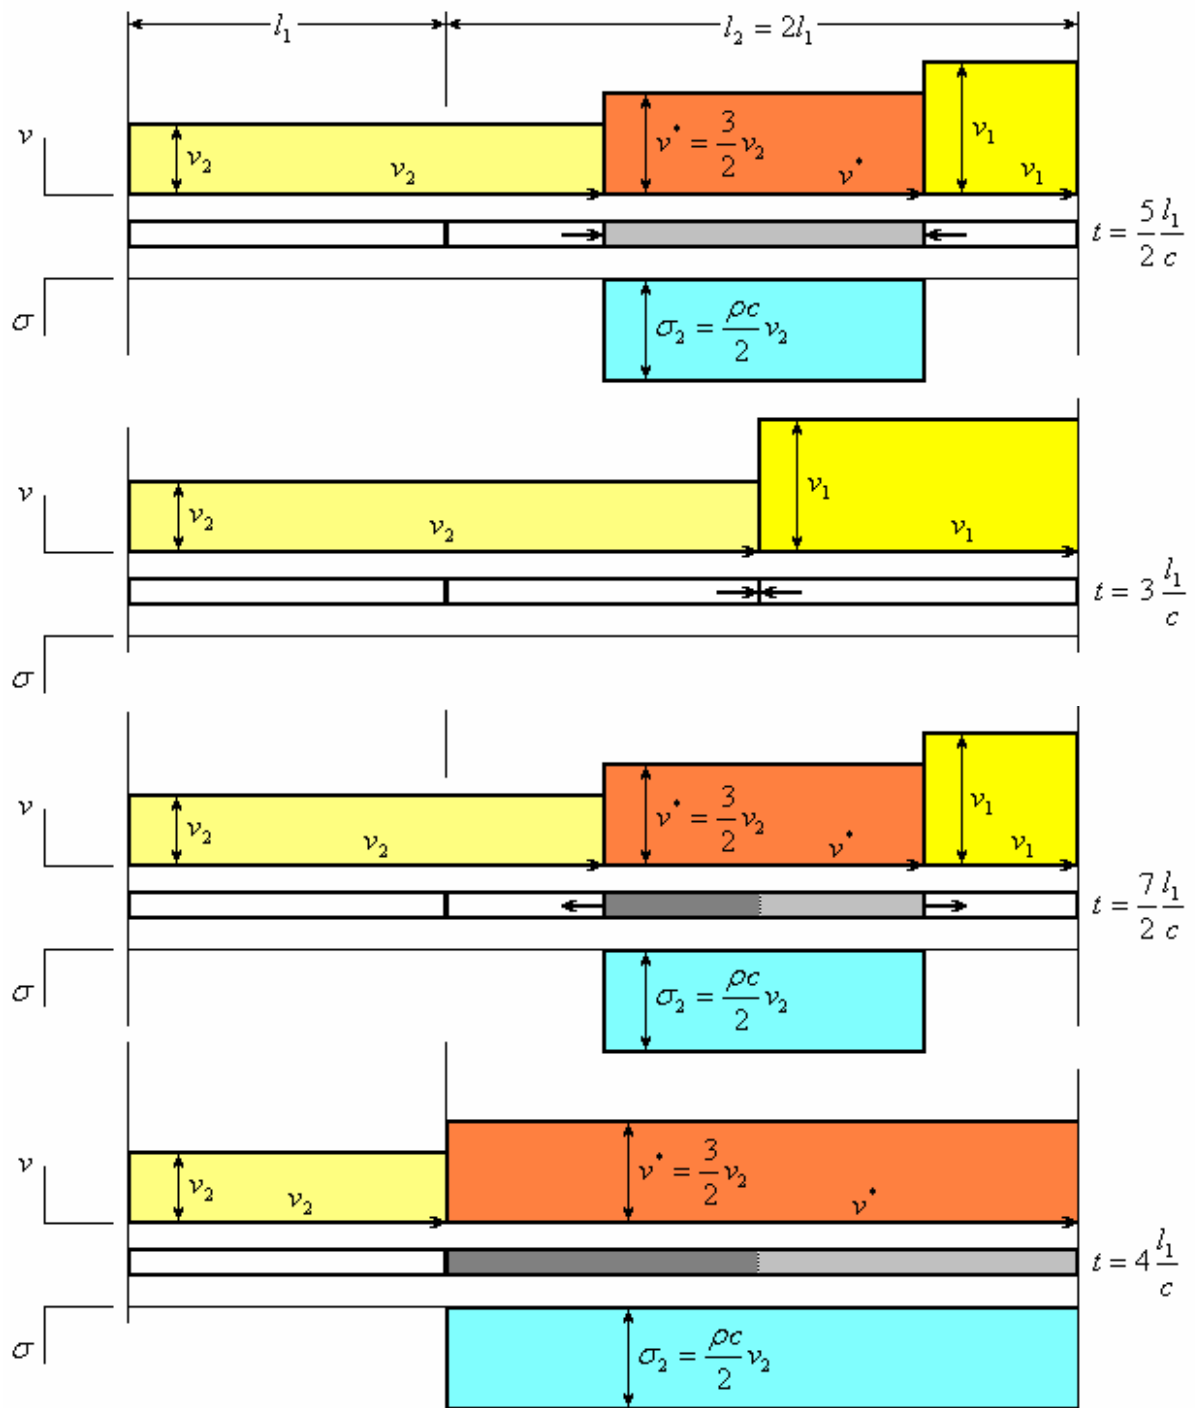 l₁ l₂ = 2l₁
v v₂ v₂ v• = 3/2 v₂ v• v₁ v₁
t = 5/2 l₁/c
σ σ₂ = ρc/2 v₂
v v₂ v₂ v₁ v₁
t = 3 l₁/c
σ
v v₂ v₂ v• = 3/2 v₂ v• v₁ v₁
t = 7/2 l₁/c
σ σ₂ = ρc/2 v₂
v v₂ v₂ v• = 3/2 v₂ v•
t = 4 l₁/c
σ σ₂ = ρc/2 v₂